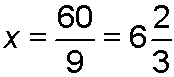 x = 60/9 = 6 2/3